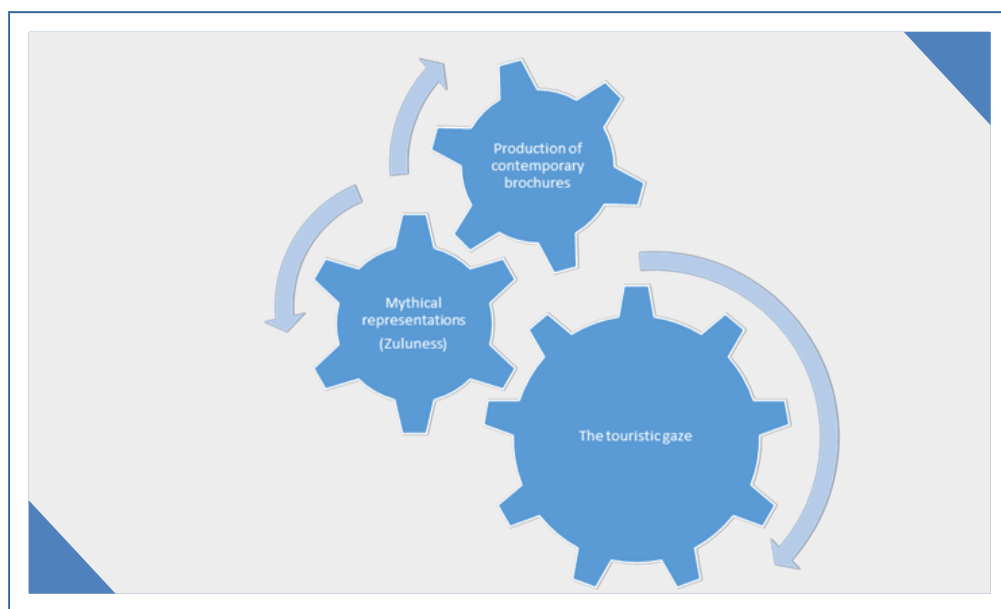 Production of
contemporary
brochures
Mythical
representations
(Zuluness)
The touristic gaze